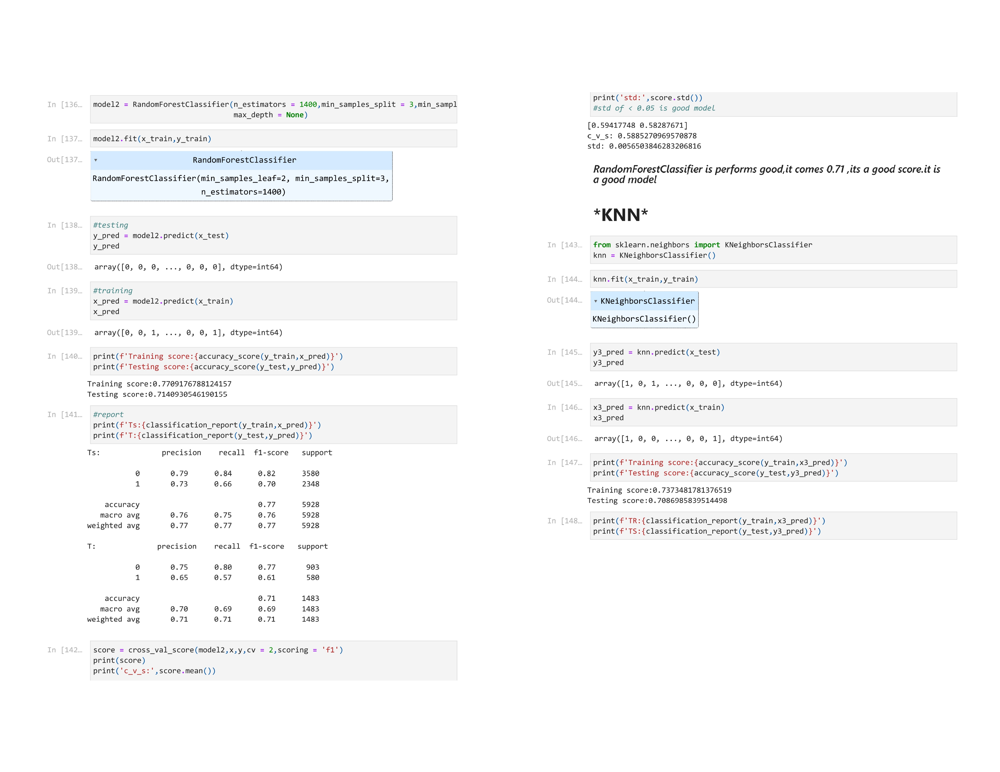 In [136…
model2 = RandomForestClassifier(n_estimators = 1400,min_samples_split = 3,min_sampl
max_depth = None)
In [137…
model2.fit(x_train,y_train)
Out[137…
▾ RandomForestClassifier
RandomForestClassifier(min_samples_leaf=2, min_samples_split=3,
n_estimators=1400)
In [138…
#testing
y_pred = model2.predict(x_test)
y_pred
Out[138…
array([0, 0, 0, ..., 0, 0, 0], dtype=int64)
In [139…
#training
x_pred = model2.predict(x_train)
x_pred
Out[139…
array([0, 0, 1, ..., 0, 0, 1], dtype=int64)
In [140…
print(f'Training score:{accuracy_score(y_train,x_pred)}')
print(f'Testing score:{accuracy_score(y_test,y_pred)}')
Training score:0.7709176788124157
Testing score:0.7140930546190155
In [141…
#report
print(f'Ts:{classification_report(y_train,x_pred)}')
print(f'T:{classification_report(y_test,y_pred)}')
Ts: precision recall f1-score support
0 0.79 0.84 0.82 3580
1 0.73 0.66 0.70 2348
accuracy 0.77 5928
macro avg 0.76 0.75 0.76 5928
weighted avg 0.77 0.77 0.77 5928
T: precision recall f1-score support
0 0.75 0.80 0.77 903
1 0.65 0.57 0.61 580
accuracy 0.71 1483
macro avg 0.70 0.69 0.69 1483
weighted avg 0.71 0.71 0.71 1483
In [142…
score = cross_val_score(model2,x,y,cv = 2,scoring = 'f1')
print(score)
print('c_v_s:',score.mean())
print('std:',score.std())
#std of < 0.05 is good model
[0.59417748 0.58287671]
c_v_s: 0.5885270969570878
std: 0.0056503846283206816
RandomForestClassifier is performs good,it comes 0.71 ,its a good score.it is
a good model
*KNN*
In [143…
from sklearn.neighbors import KNeighborsClassifier
knn = KNeighborsClassifier()
In [144…
knn.fit(x_train,y_train)
Out[144…
▾ KNeighborsClassifier
KNeighborsClassifier()
In [145…
y3_pred = knn.predict(x_test)
y3_pred
Out[145…
array([1, 0, 1, ..., 0, 0, 0], dtype=int64)
In [146…
x3_pred = knn.predict(x_train)
x3_pred
Out[146…
array([1, 0, 0, ..., 0, 0, 1], dtype=int64)
In [147…
print(f'Training score:{accuracy_score(y_train,x3_pred)}')
print(f'Testing score:{accuracy_score(y_test,y3_pred)}')
Training score:0.7373481781376519
Testing score:0.7086985839514498
In [148…
print(f'TR:{classification_report(y_train,x3_pred)}')
print(f'TS:{classification_report(y_test,y3_pred)}')